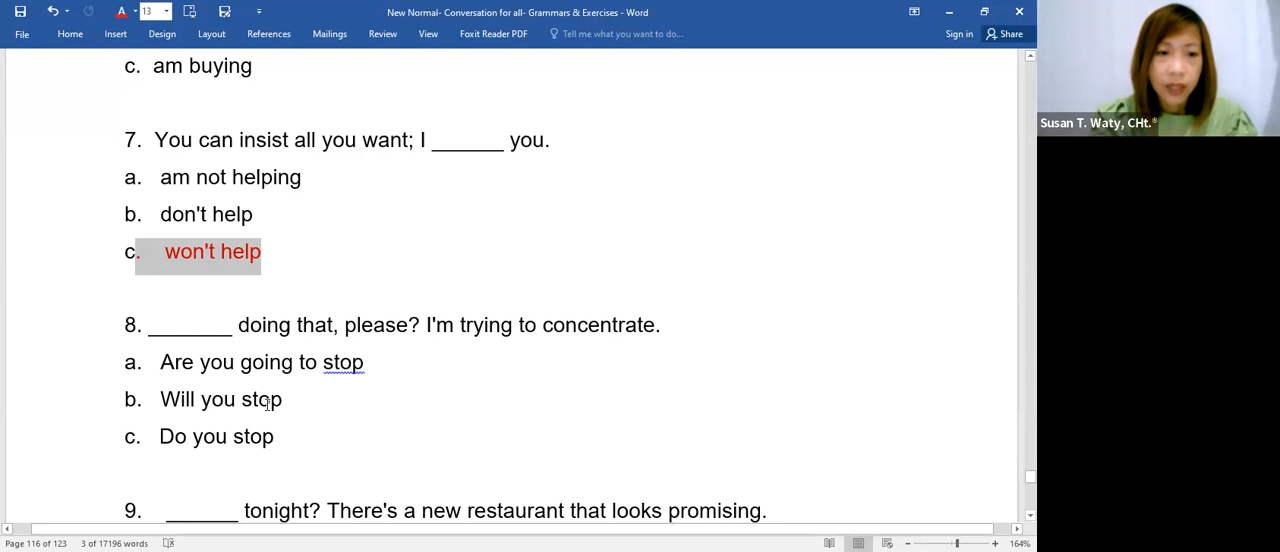 13
New Normal- Conversation for all- Grammars & Exercises - Word
File Home Insert Design Layout References Mailings Review View Foxit Reader PDF Tell me what you want to do... Sign in Share
c. am buying
7. You can insist all you want; I ______ you.
a. am not helping
b. don't help
c. won't help
8. _______ doing that, please? I'm trying to concentrate.
a. Are you going to stop
b. Will you stop
c. Do you stop
9. ______ tonight? There's a new restaurant that looks promising.
Page 116 of 123 3 of 17196 words 164%
Susan T. Waty, CHt.®